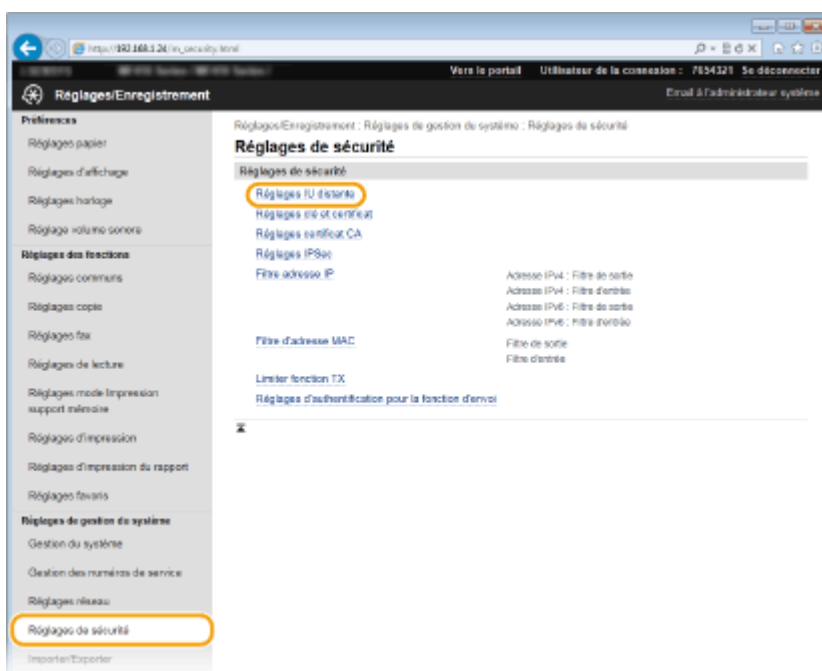 http://192.168.1.24/m_security.html
Vers le portail Utilisateur de la connexion : 7654321 Se déconnecter
Réglages/Enregistrement
Email à l'administrateur système
Préférences
Réglages papier
Réglages d'affichage
Réglages horloge
Réglage volume sonore
Réglages des fonctions
Réglages communs
Réglages copie
Réglages fax
Réglages de lecture
Réglages mode Impression
support mémoire
Réglages d'impression
Réglages d'impression du rapport
Réglages favoris
Réglages de gestion du système
Gestion du système
Gestion des numéros de service
Réglages réseau
Réglages de sécurité
Importer/Exporter
Réglages/Enregistrement : Réglages de gestion du système : Réglages de sécurité
Réglages de sécurité
Réglages de sécurité
Réglages IU distante
Réglages clé et certificat
Réglages certificat CA
Réglages IPSec
Filtre adresse IP
Adresse IPv4 : Filtre de sortie
Adresse IPv4 : Filtre d'entrée
Adresse IPv6 : Filtre de sortie
Adresse IPv6 : Filtre d'entrée
Filtre d'adresse MAC
Filtre de sortie
Filtre d'entrée
Limiter fonction TX
Réglages d'authentification pour la fonction d'envoi